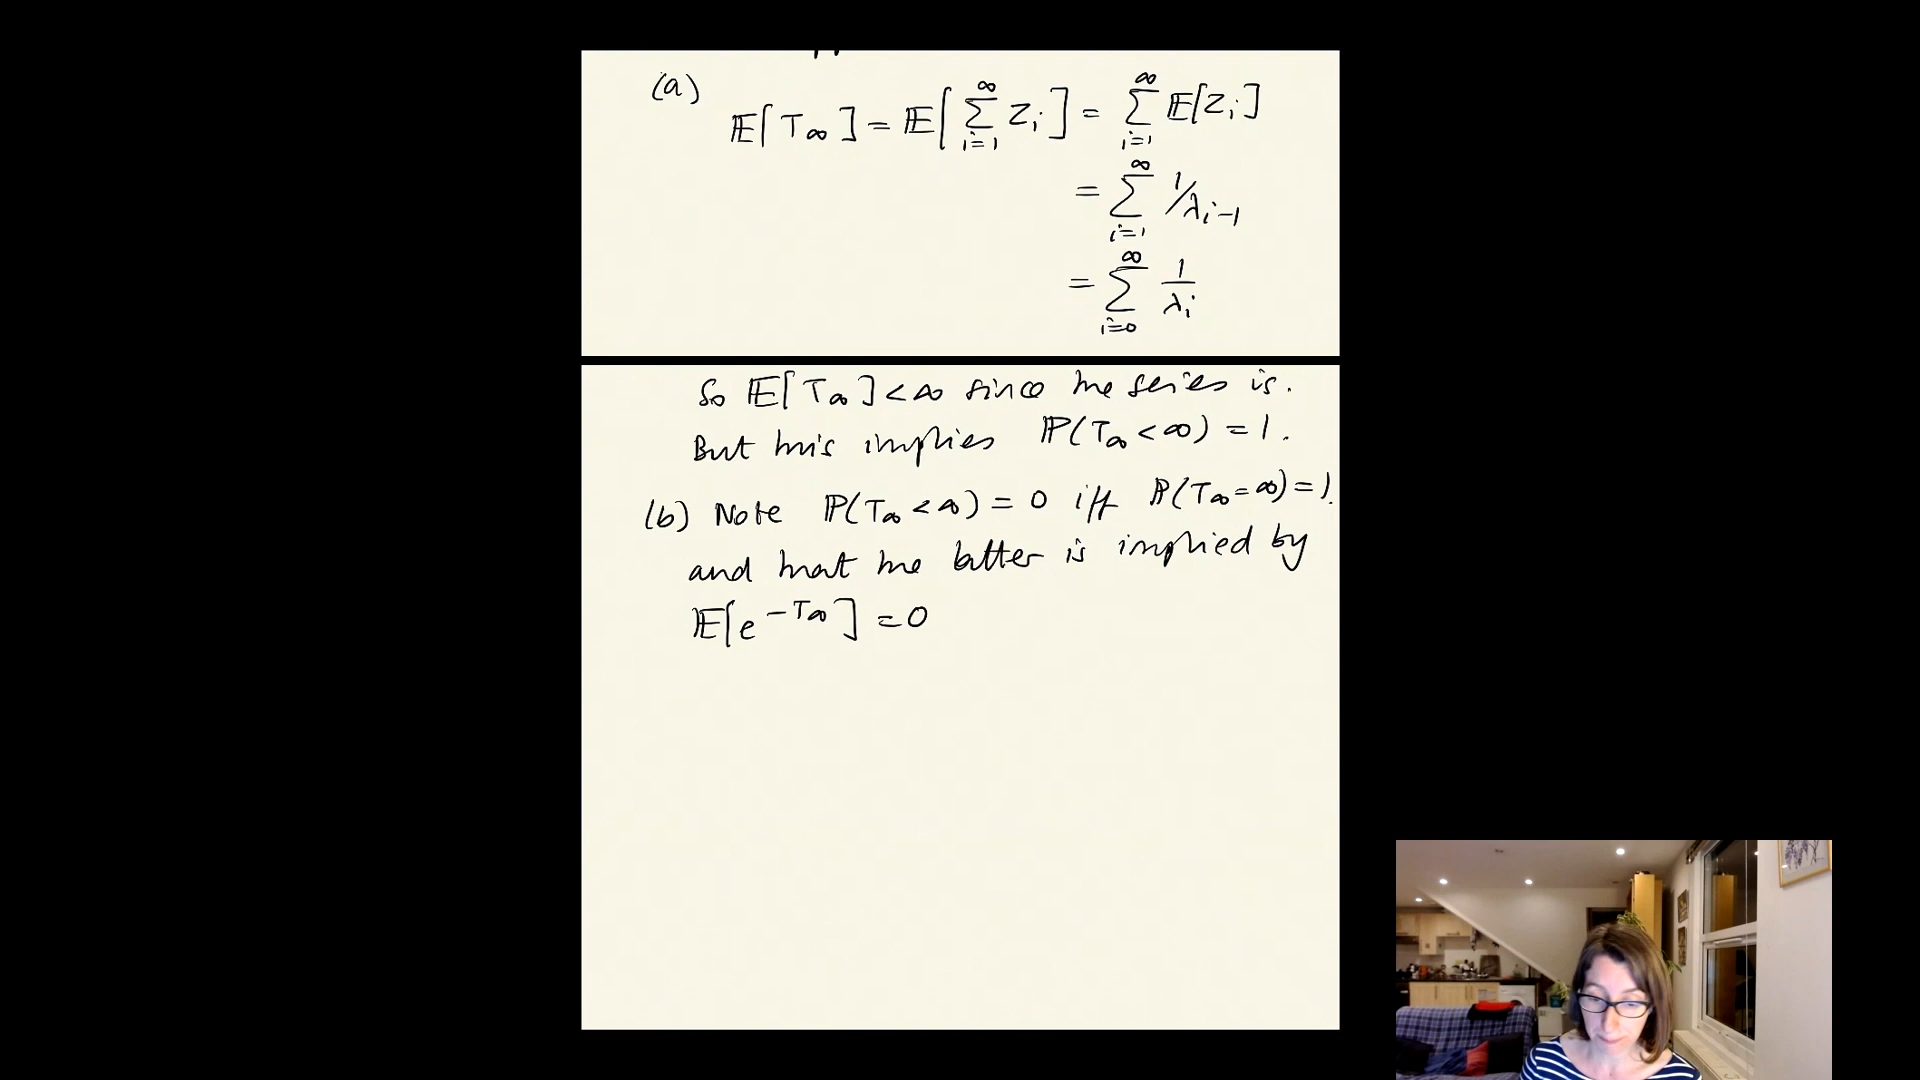 (a)
𝔼[T∞] = 𝔼[∑_{i=1}^{∞} Z_i] = ∑_{i=1}^{∞} 𝔼[Z_i]
= ∑_{i=1}^{∞} 1/λ_{i-1}
= ∑_{i=0}^{∞} 1/λ_i
So 𝔼[T∞] < ∞ since the series is.
But this implies ℙ(T∞ < ∞) = 1.
(b) Note ℙ(T∞ < ∞) = 0 iff ℙ(T∞ = ∞) = 1.
and that the latter is implied by
𝔼[e^{-T∞}] = 0